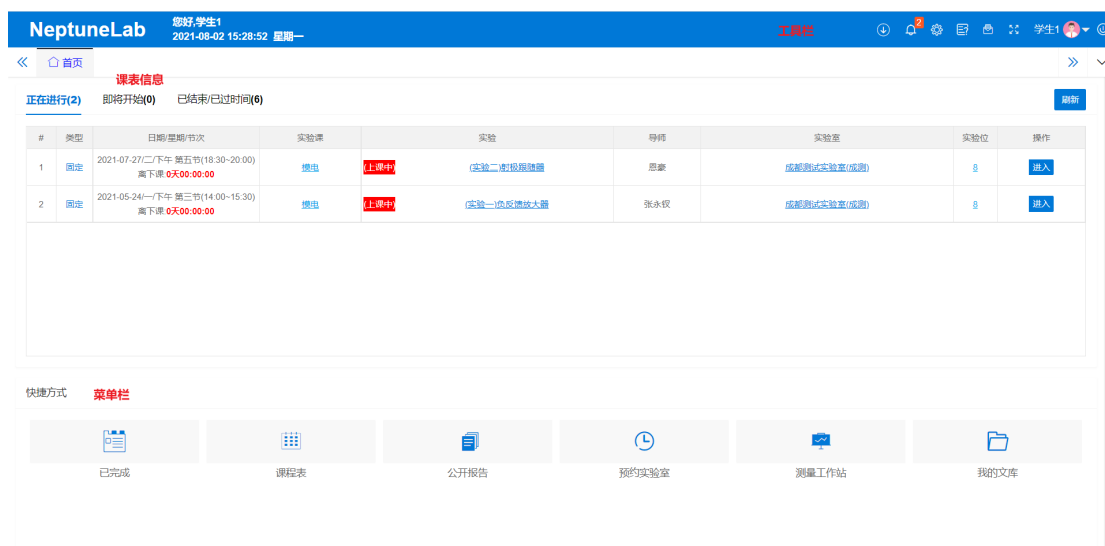 NeptuneLab
您好,学生1
2021-08-02 15:28:52 星期一
工具栏
2
学生1
首页
课表信息
正在进行(2) 即将开始(0) 已结束/已过时间(6)
刷新
# 类型 日期/星期/节次 实验课 实验 导师 实验室 实验位 操作
1 固定 2021-07-27/二/下午 第五节(18:30~20:00) 模电 (上课中) (实验二)射极跟随器 恩豪 成都测试实验室(成测) 8 进入
离下课:0天00:00:00
2 固定 2021-05-24/一/下午 第三节(14:00~15:30) 模电 (上课中) (实验一)负反馈放大器 张永钗 成都测试实验室(成测) 8 进入
离下课:0天00:00:00
快捷方式 菜单栏
已完成 课程表 公开报告 预约实验室 测量工作站 我的文库